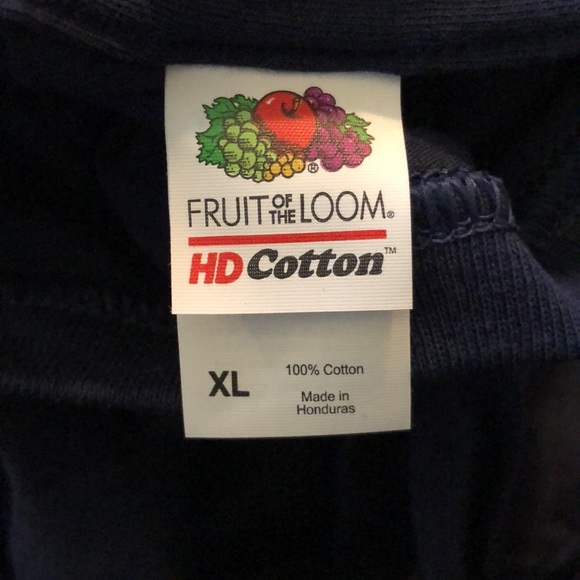 ®
FRUIT OF THE LOOM®
HD Cotton™
XL
100% Cotton
Made in
Honduras